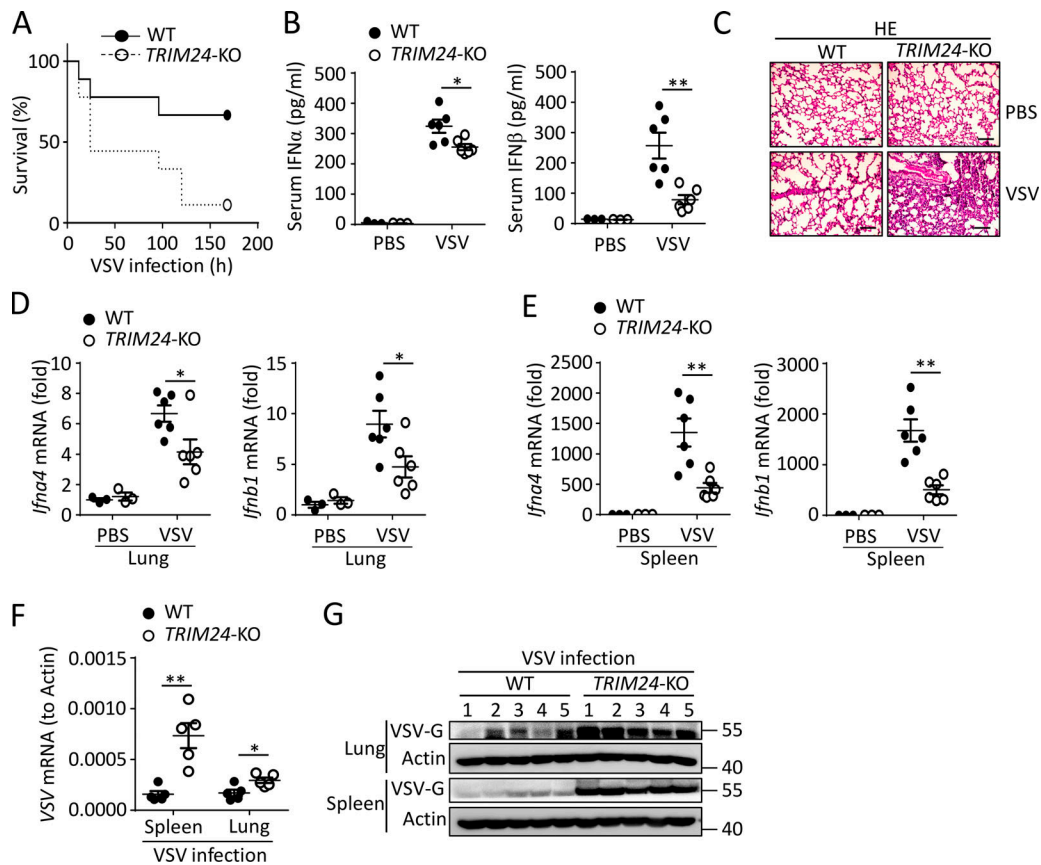 A
WT
TRIM24-KO
100
50
0
Survival (%)
0 50 100 150 200
VSV infection (h)
B
WT
TRIM24-KO
500
400
300
200
100
0
Serum IFNα (pg/ml)
*
PBS VSV
500
400
300
200
100
0
Serum IFNβ (pg/ml)
**
PBS VSV
C
HE
WT TRIM24-KO
PBS
VSV
D
WT
TRIM24-KO
10
8
6
4
2
0
Ifna4 mRNA (fold)
*
PBS VSV
Lung
15
10
5
0
Ifnb1 mRNA (fold)
*
PBS VSV
Lung
E
WT
TRIM24-KO
2500
2000
1500
1000
500
0
Ifna4 mRNA (fold)
**
PBS VSV
Spleen
3000
2000
1000
0
Ifnb1 mRNA (fold)
**
PBS VSV
Spleen
F
WT
TRIM24-KO
0.0015
0.0010
0.0005
0.0000
VSV mRNA (to Actin)
**
*
Spleen Lung
VSV infection
G
VSV infection
WT TRIM24-KO
1 2 3 4 5 1 2 3 4 5
Lung
VSV-G 55
Actin 40
Spleen
VSV-G 55
Actin 40